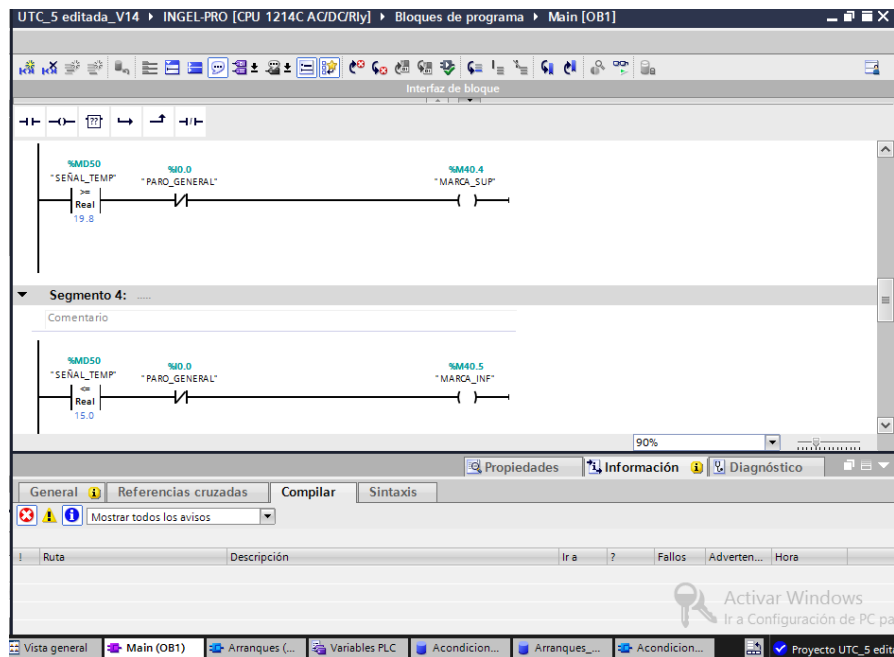 UTC_5 editada_V14 ▸ INGEL-PRO [CPU 1214C AC/DC/Rly] ▸ Bloques de programa ▸ Main [OB1]
Interfaz de bloque
%MD50
"SEÑAL_TEMP"
>=
Real
19.8
%I0.0
"PARO_GENERAL"
%M40.4
"MARCA_SUP"
Segmento 4: .....
Comentario
%MD50
"SEÑAL_TEMP"
<=
Real
15.0
%I0.0
"PARO_GENERAL"
%M40.5
"MARCA_INF"
90%
Propiedades Información Diagnóstico
General Referencias cruzadas Compilar Sintaxis
Mostrar todos los avisos
! Ruta Descripción Ir a ? Fallos Adverten... Hora
Activar Windows
Ir a Configuración de PC pa
Vista general Main (OB1) Arranques (... Variables PLC Acondicion... Arranques_... Acondicion... Proyecto UTC_5 edit